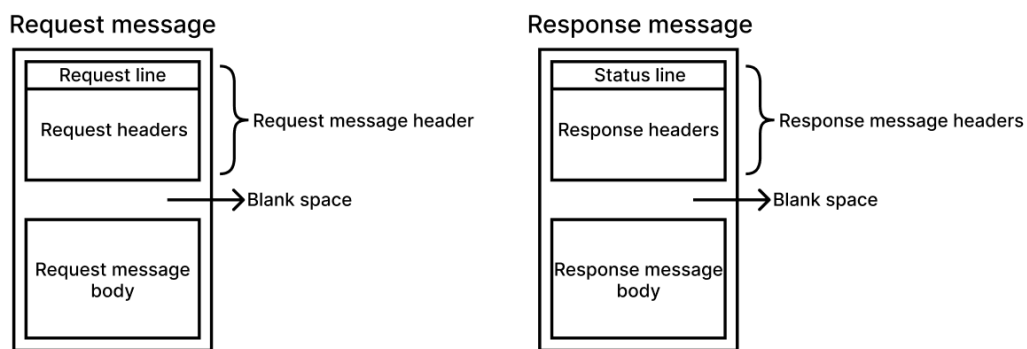 Request message
Request line
Request headers
Request message header
Blank space
Request message
body
Response message
Status line
Response headers
Response message headers
Blank space
Response message
body